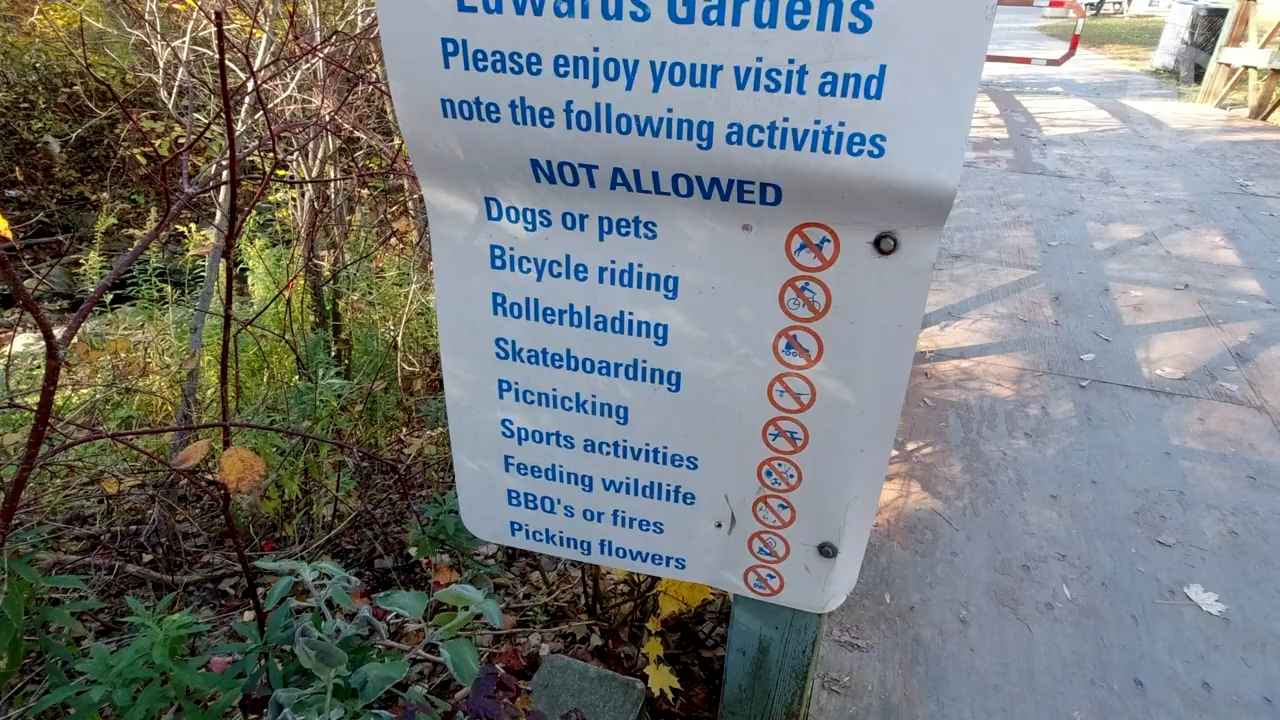 Edwards Gardens
Please enjoy your visit and
note the following activities
NOT ALLOWED
Dogs or pets
Bicycle riding
Rollerblading
Skateboarding
Picnicking
Sports activities
Feeding wildlife
BBQ's or fires
Picking flowers